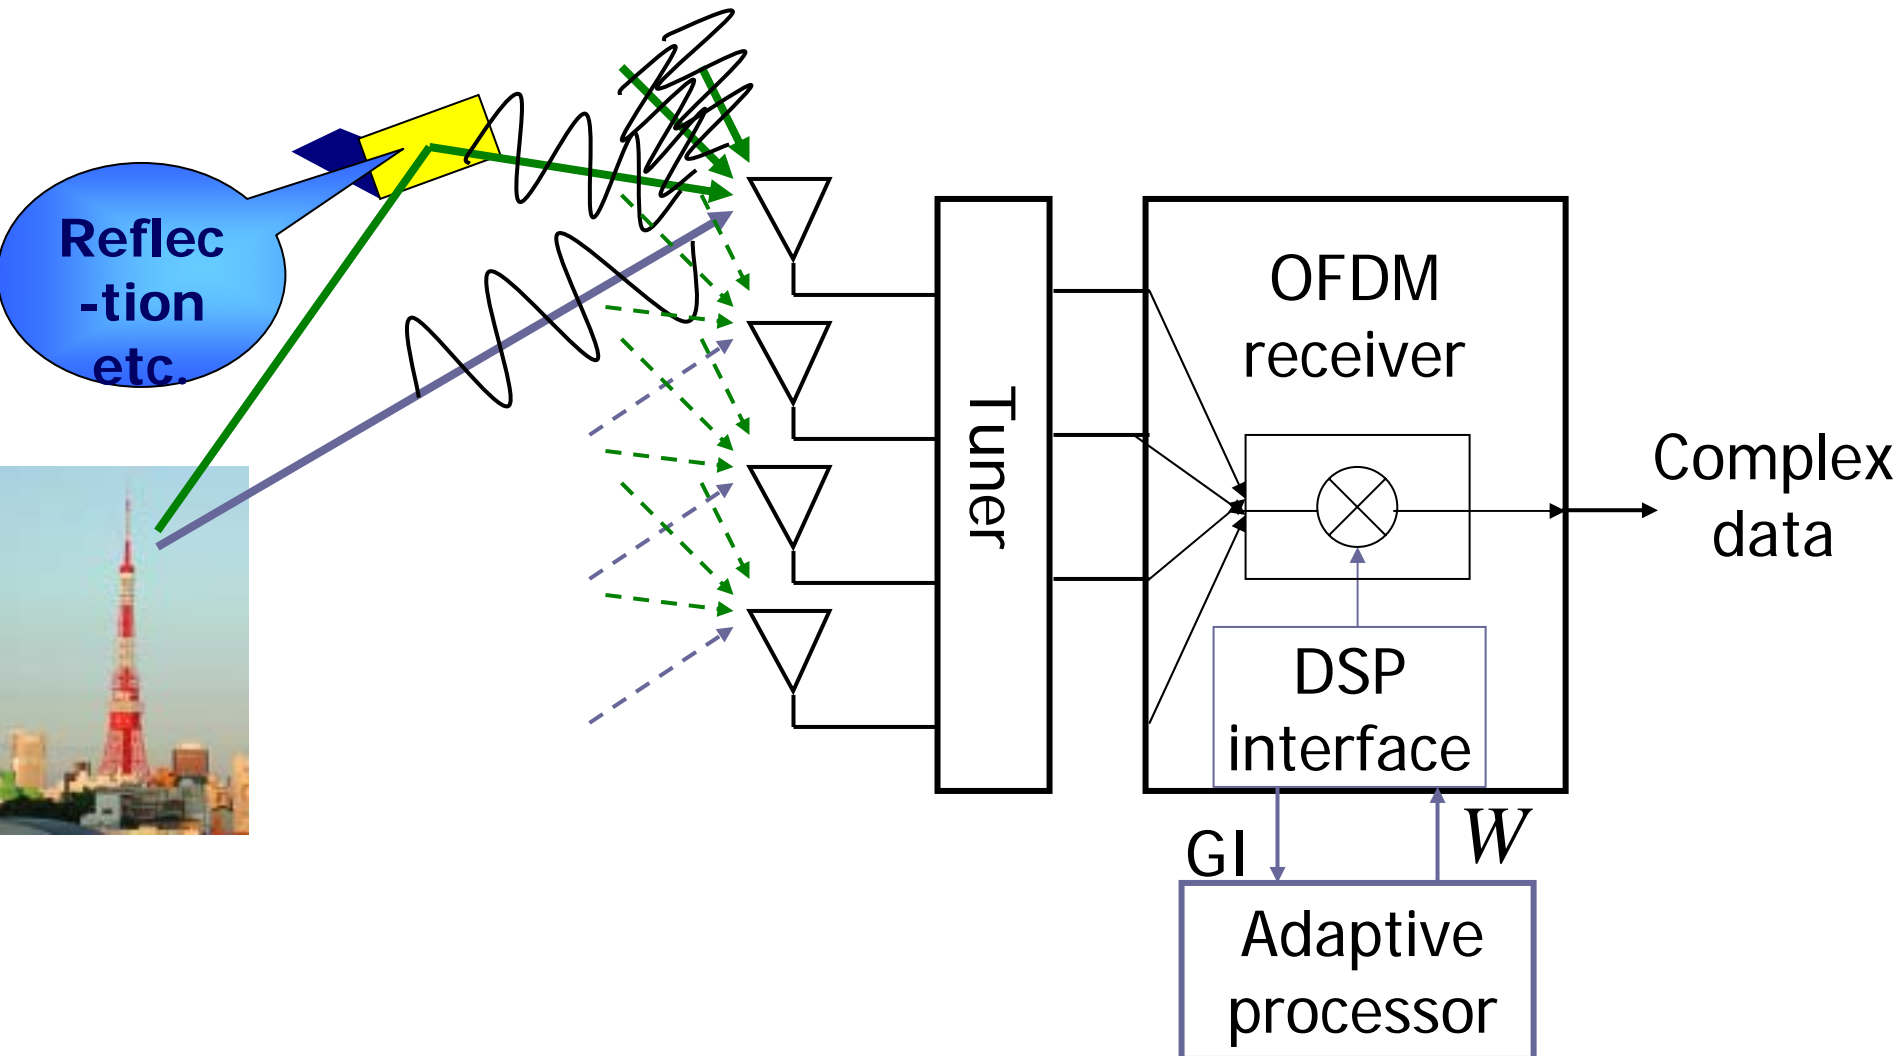 Reflec
-tion
etc.
Tuner
OFDM
receiver
DSP
interface
Complex
data
GI
W
Adaptive
processor